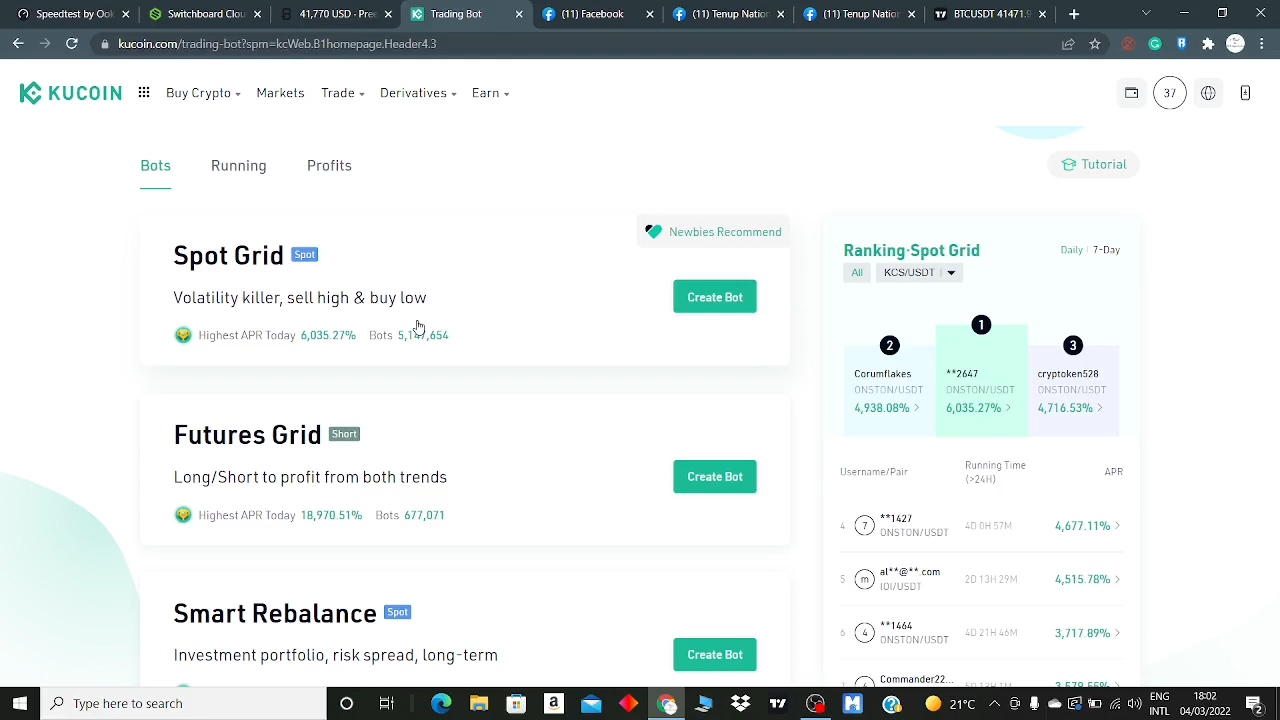 Speedtest by Ook
Switchboard Clou
41,770 USD - Pre
Trading Bot
(11) Facebook
(11) Tenup Nation
(11) Tenup Nation
BTCUSDT 41471.9
kucoin.com/trading-bot?spm=kcWeb.B1homepage.Header4.3
KUCOIN
Buy Crypto
Markets
Trade
Derivatives
Earn
37
Bots
Running
Profits
Tutorial
Newbies Recommend
Spot Grid Spot
Volatility killer, sell high & buy low
Highest APR Today 6,035.27% Bots
Create Bot
Futures Grid Short
Long/Short to profit from both trends
Highest APR Today 18,970.51% Bots 677,071
Create Bot
Smart Rebalance Spot
Investment portfolio, risk spread, long-term
Create Bot
Ranking·Spot Grid
Daily | 7-Day
All KCS/USDT
1
2
3
Corumflakes
ONSTON/USDT
4,938.08%
**2647
ONSTON/USDT
6,035.27%
cryptoken528
ONSTON/USDT
4,716.53%
Username/Pair
Running Time
(>24H)
APR
4 7 **1427 4D 0H 57M 4,677.11%
ONSTON/USDT
5 m al**@**.com 2D 13H 29M 4,515.78%
(OI)/USDT
6 4 **1464 4D 21H 46M 3,717.89%
ONSTON/USDT
Commander22...
Type here to search
21°C
ENG
INTL
18:02
04/03/2022
2